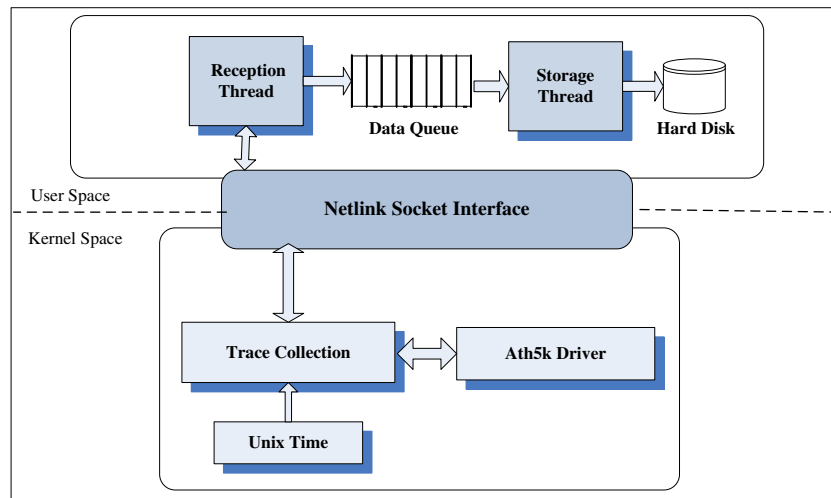 Reception
Thread
Storage
Thread
Data Queue
Hard Disk
User Space
Netlink Socket Interface
Kernel Space
Trace Collection
Ath5k Driver
Unix Time